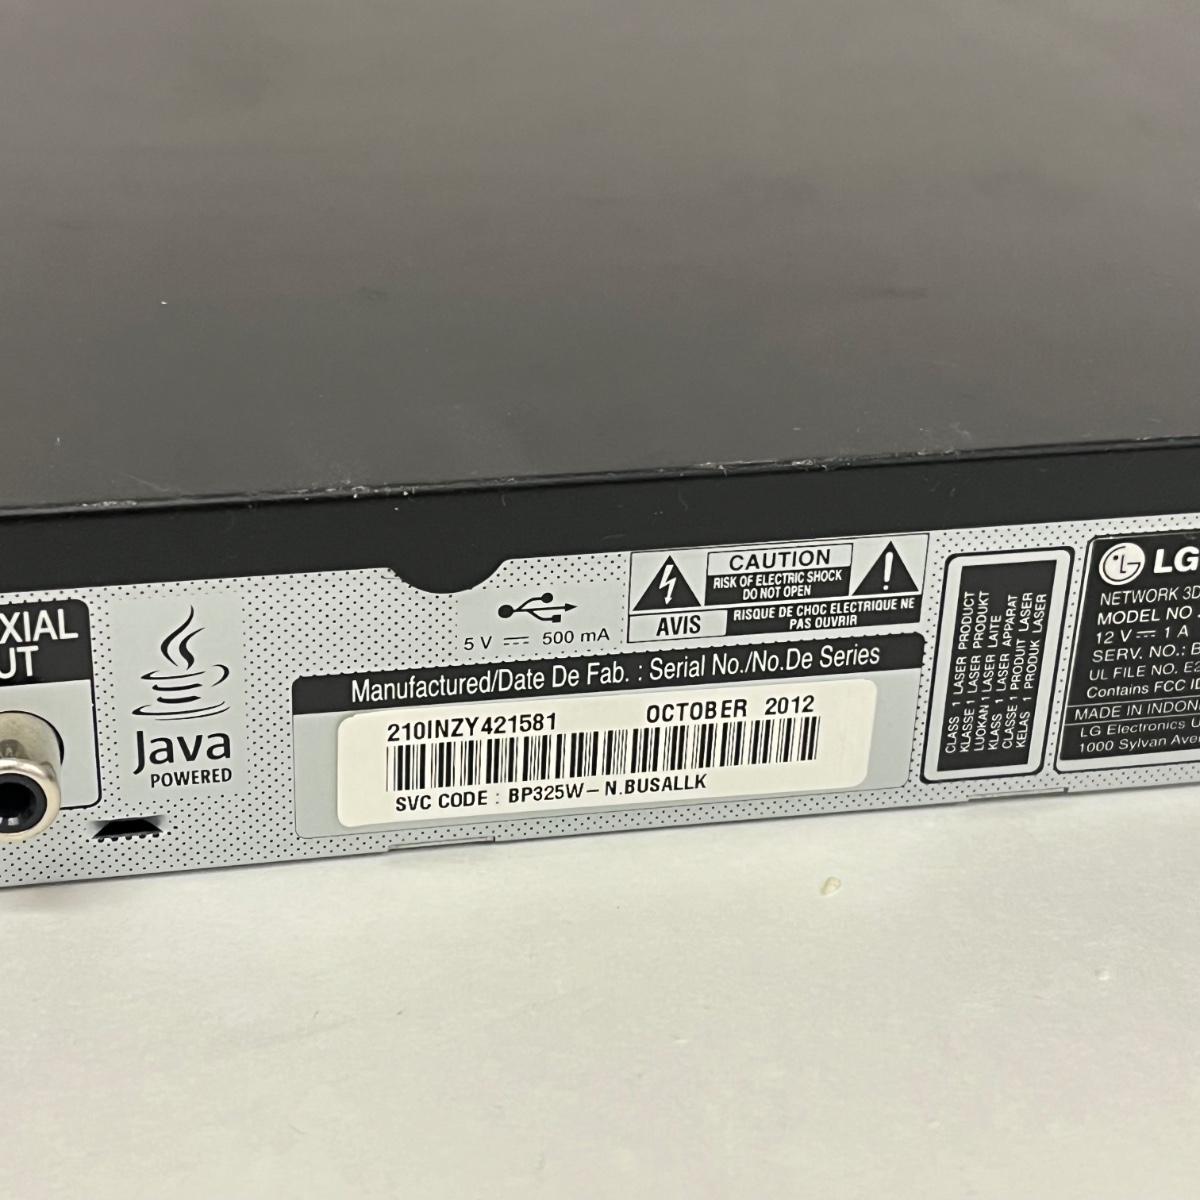 XIAL
UT
Java
POWERED
5 V ⎓ 500 mA
CAUTION
RISK OF ELECTRIC SHOCK
DO NOT OPEN
AVIS
RISQUE DE CHOC ELECTRIQUE NE
PAS OUVRIR
Manufactured/Date De Fab. : Serial No./No.De Series
210INZY421581 OCTOBER 2012
SVC CODE : BP325W-N.BUSALLK
CLASS 1 LASER PRODUCT
KLASSE 1 LASER PRODUKT
LUOKAN 1 LASER LAITE
KLASS 1 LASER APPARAT
CLASSE 1 PRODUIT LASER
KELAS 1 PRODUK LASER
LG
NETWORK 3D
MODEL NO
12 V ⎓ 1 A
SERV. NO.: B
UL FILE NO. E2
Contains FCC ID
MADE IN INDON
LG Electronics U
1000 Sylvan Ave